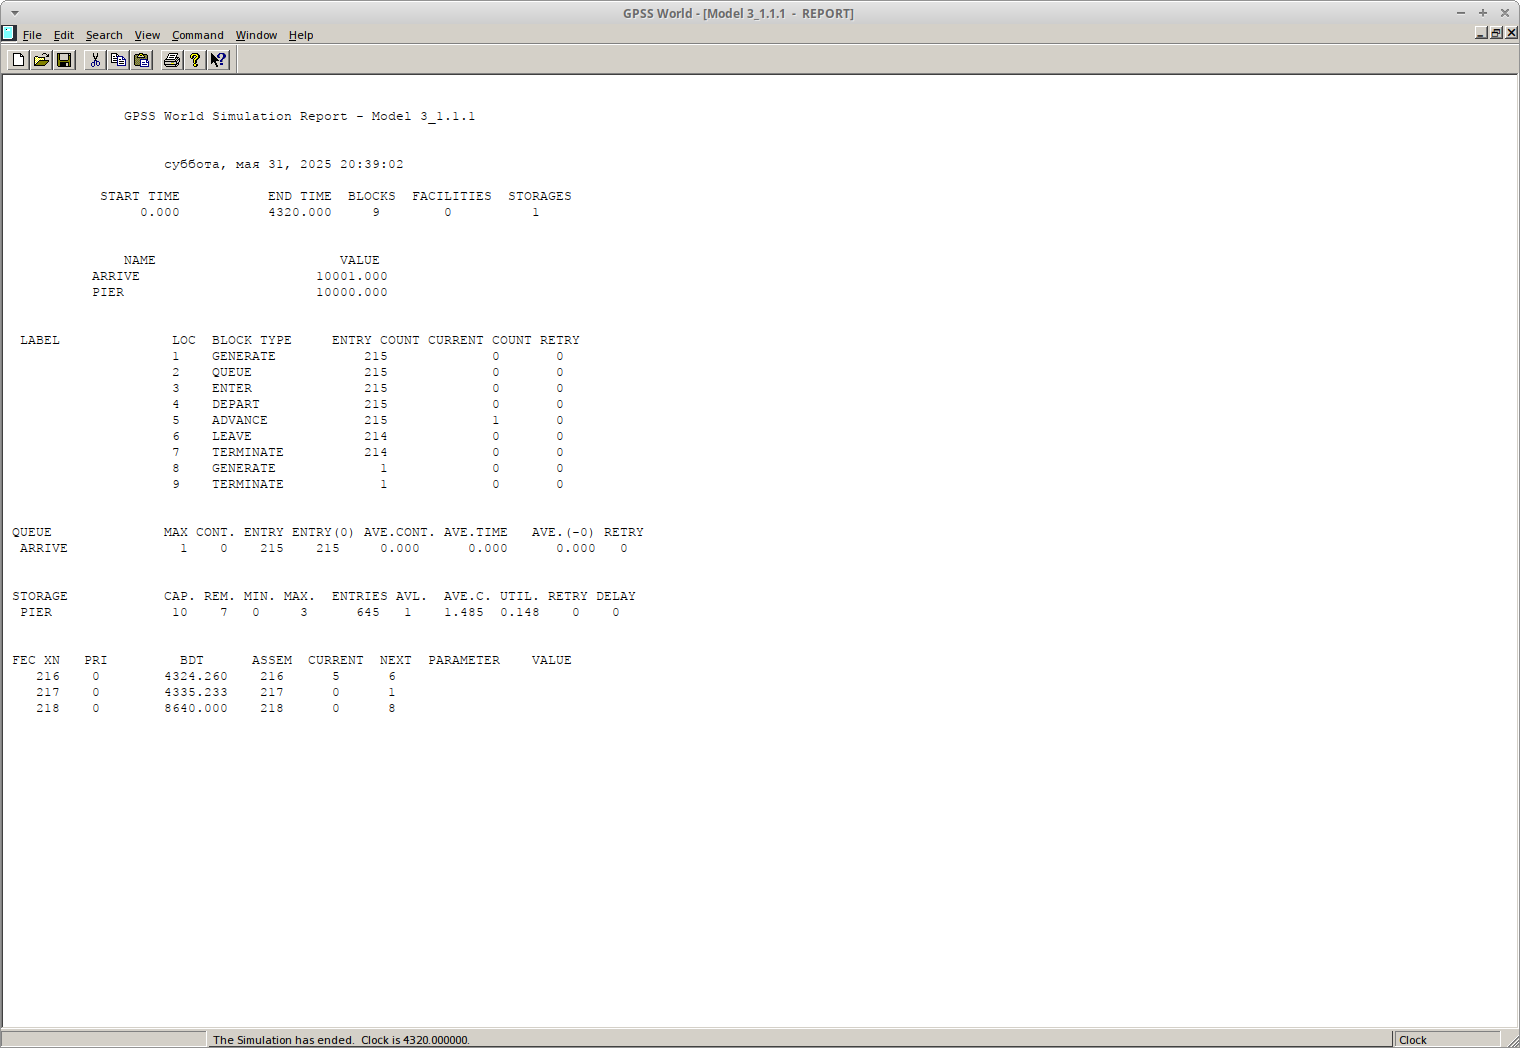 GPSS World - [Model 3_1.1.1 - REPORT]
File Edit Search View Command Window Help
GPSS World Simulation Report - Model 3_1.1.1
суббота, мая 31, 2025 20:39:02
START TIME END TIME BLOCKS FACILITIES STORAGES
0.000 4320.000 9 0 1
NAME VALUE
ARRIVE 10001.000
PIER 10000.000
LABEL LOC BLOCK TYPE ENTRY COUNT CURRENT COUNT RETRY
1 GENERATE 215 0 0
2 QUEUE 215 0 0
3 ENTER 215 0 0
4 DEPART 215 0 0
5 ADVANCE 215 1 0
6 LEAVE 214 0 0
7 TERMINATE 214 0 0
8 GENERATE 1 0 0
9 TERMINATE 1 0 0
QUEUE MAX CONT. ENTRY ENTRY(0) AVE.CONT. AVE.TIME AVE.(-0) RETRY
ARRIVE 1 0 215 215 0.000 0.000 0.000 0
STORAGE CAP. REM. MIN. MAX. ENTRIES AVL. AVE.C. UTIL. RETRY DELAY
PIER 10 7 0 3 645 1 1.485 0.148 0 0
FEC XN PRI BDT ASSEM CURRENT NEXT PARAMETER VALUE
216 0 4324.260 216 5 6
217 0 4335.233 217 0 1
218 0 8640.000 218 0 8
The Simulation has ended. Clock is 4320.000000.
Clock